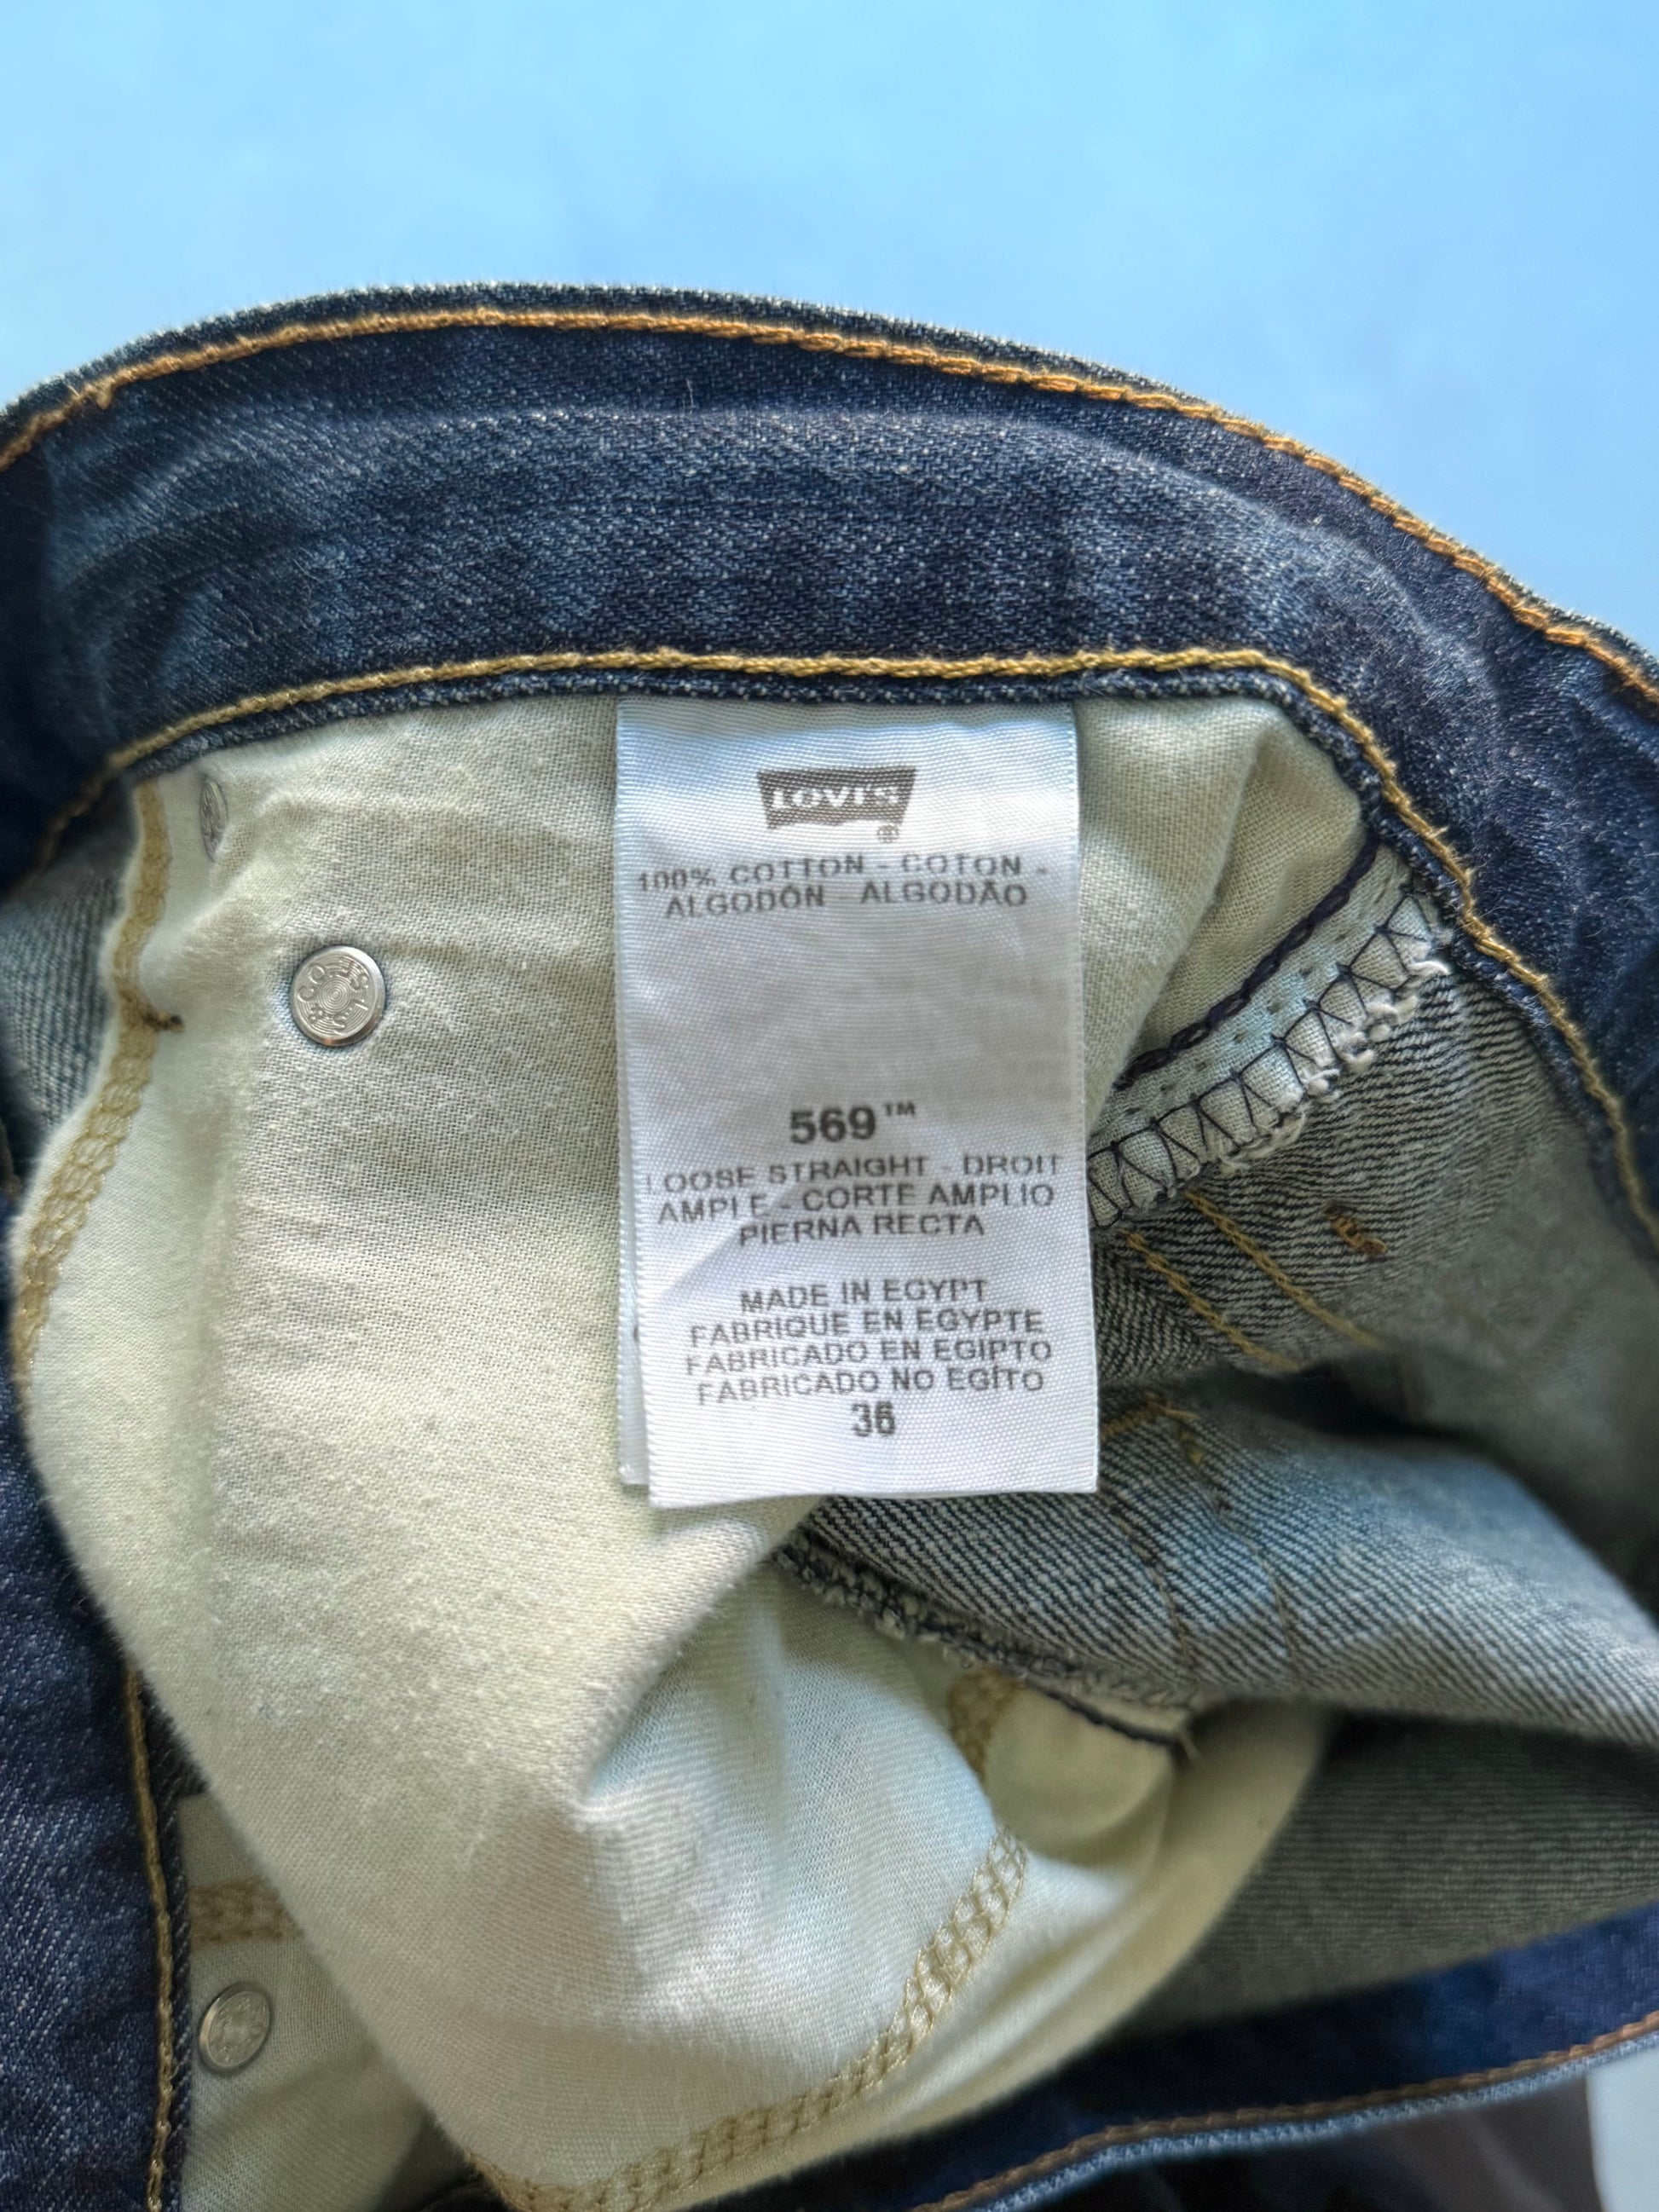 LOVI'S
®
100% COTTON - COTON -
ALGODÓN - ALGODÃO
569™
LOOSE STRAIGHT - DROIT
AMPLE - CORTE AMPLIO
PIERNA RECTA
MADE IN EGYPT
FABRIQUE EN EGYPTE
FABRICADO EN EGIPTO
FABRICADO NO EGÍTO
36